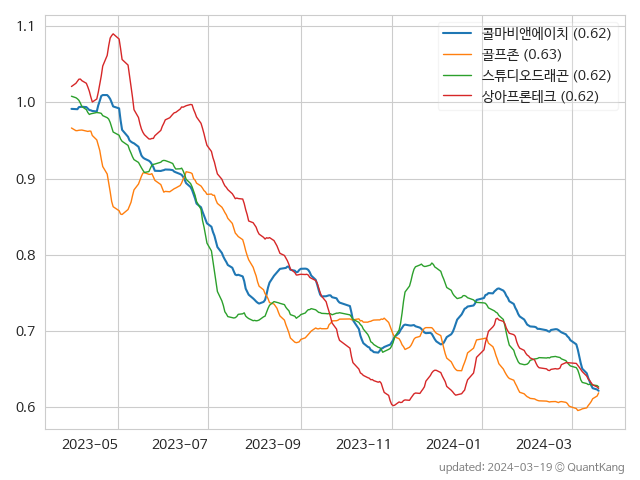 1.1
1.0
0.9
0.8
0.7
0.6
콜마비앤에이치 (0.62)
골프존 (0.63)
스튜디오드래곤 (0.62)
상아프론테크 (0.62)
2023-05 2023-07 2023-09 2023-11 2024-01 2024-03
updated: 2024-03-19 © QuantKang